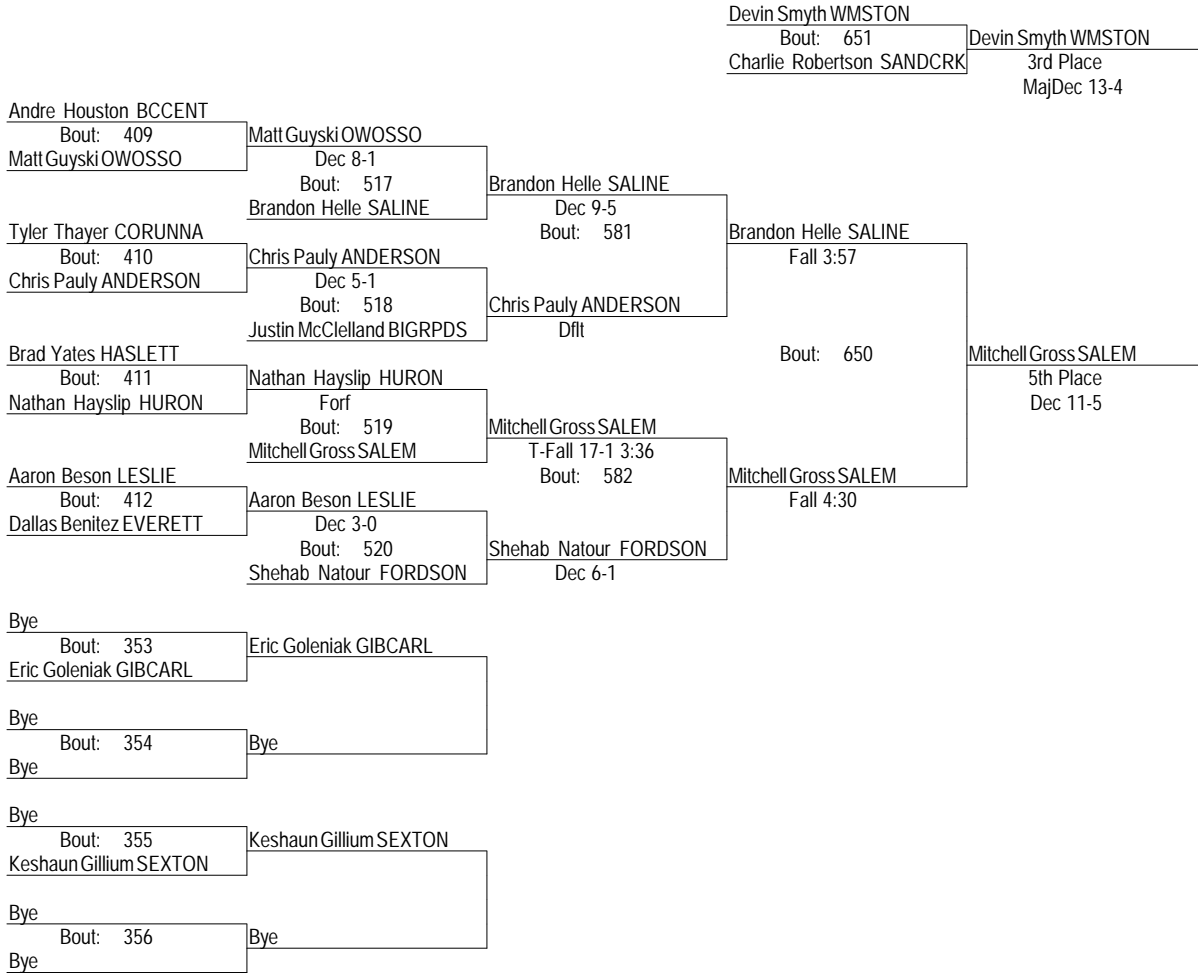 Devin Smyth WMSTON
Bout: 651
Devin Smyth WMSTON
Charlie Robertson SANDCRK
3rd Place
MajDec 13-4
Andre Houston BCCENT
Bout: 409
Matt Guyski OWOSSO
Matt Guyski OWOSSO
Dec 8-1
Bout: 517
Brandon Helle SALINE
Brandon Helle SALINE
Dec 9-5
Tyler Thayer CORUNNA
Bout: 581
Brandon Helle SALINE
Bout: 410
Chris Pauly ANDERSON
Fall 3:57
Chris Pauly ANDERSON
Dec 5-1
Bout: 518
Chris Pauly ANDERSON
Justin McClelland BIGRPDS
Dflt
Brad Yates HASLETT
Bout: 650
Mitchell Gross SALEM
Bout: 411
Nathan Hayslip HURON
5th Place
Nathan Hayslip HURON
Forf
Dec 11-5
Bout: 519
Mitchell Gross SALEM
Mitchell Gross SALEM
T-Fall 17-1 3:36
Aaron Beson LESLIE
Bout: 582
Mitchell Gross SALEM
Bout: 412
Aaron Beson LESLIE
Fall 4:30
Dallas Benitez EVERETT
Dec 3-0
Bout: 520
Shehab Natour FORDSON
Shehab Natour FORDSON
Dec 6-1
Bye
Bout: 353
Eric Goleniak GIBCARL
Eric Goleniak GIBCARL
Bye
Bout: 354
Bye
Bye
Bye
Bout: 355
Keshaun Gillium SEXTON
Keshaun Gillium SEXTON
Bye
Bout: 356
Bye
Bye